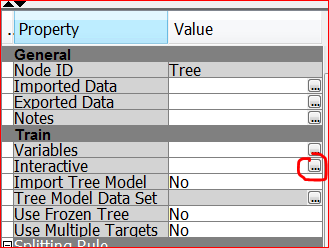 .. Property Value
General
Node ID Tree
Imported Data ...
Exported Data ...
Notes ...
Train
Variables ...
Interactive ...
Import Tree Model No
Tree Model Data Set ...
Use Frozen Tree No
Use Multiple Targets No
Splitting Rule